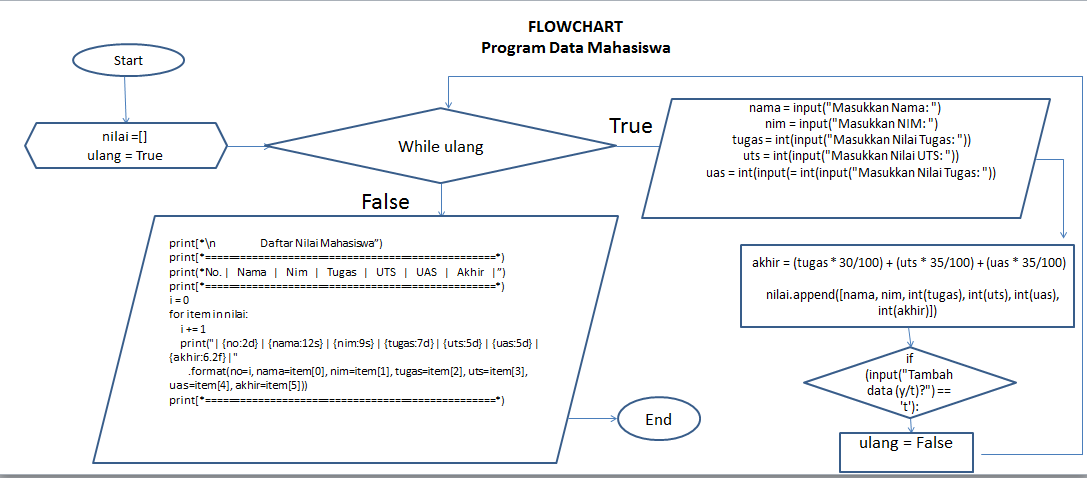 FLOWCHART
Program Data Mahasiswa
Start
nilai =[]
ulang = True
While ulang
True
False
nama = input("Masukkan Nama: ")
nim = input("Masukkan NIM: ")
tugas = int(input("Masukkan Nilai Tugas: "))
uts = int(input("Masukkan Nilai UTS: "))
uas = int(input(= int(input("Masukkan Nilai Tugas: "))
akhir = (tugas * 30/100) + (uts * 35/100) + (uas * 35/100)
nilai.append([nama, nim, int(tugas), int(uts), int(uas),
int(akhir)])
if
(input("Tambah
data (y/t)?") ==
't'):
ulang = False
print["\n Daftar Nilai Mahasiswa")
print["==================================================")
print("No. | Nama | Nim | Tugas | UTS | UAS | Akhir |")
print["==================================================")
i = 0
for item in nilai:
i += 1
print("| {no:2d} | {nama:12s} | {nim:9s} | {tugas:7d} | {uts:5d} | {uas:5d} |
{akhir:6.2f} |"
.format(no=i, nama=item[0], nim=item[1], tugas=item[2], uts=item[3],
uas=item[4], akhir=item[5]))
print["==================================================")
End